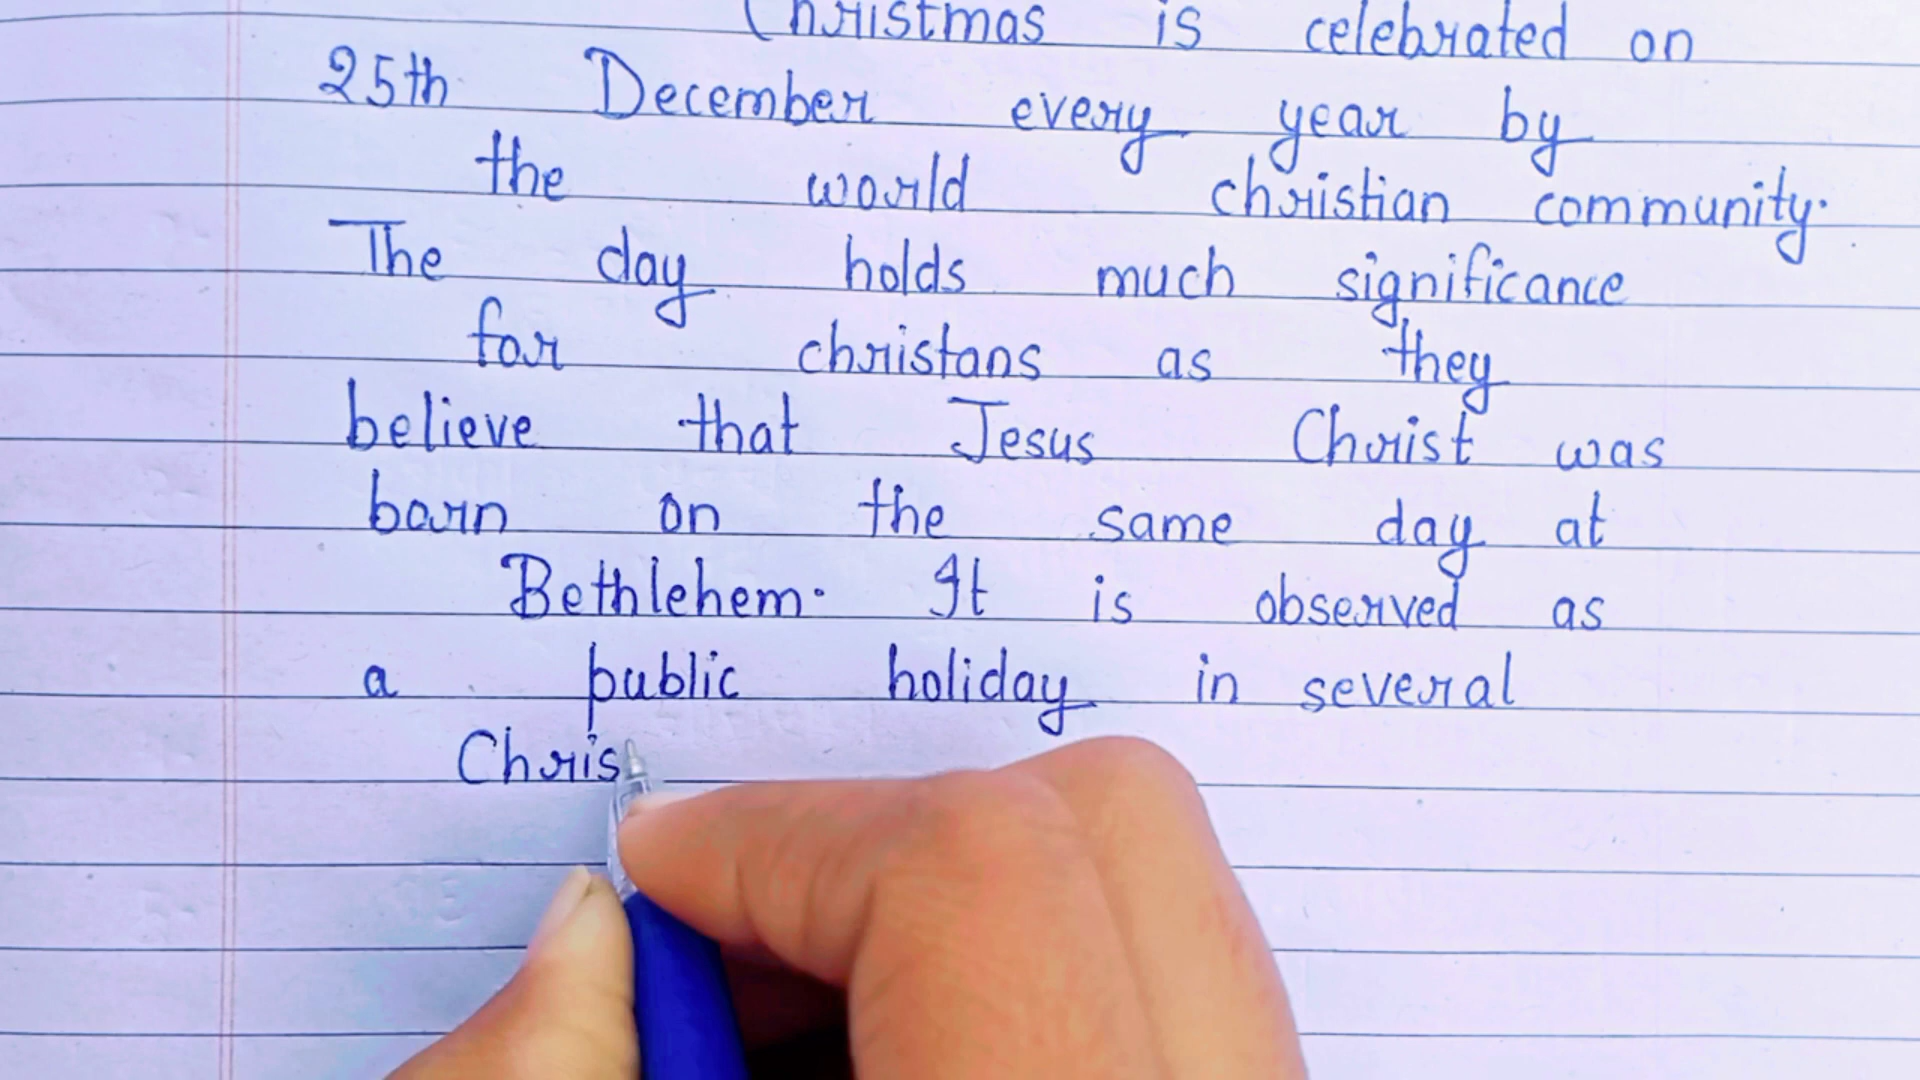 Christmas is celebrated on
25th December every year by
the world christian community.
The day holds much significance
for christans as they
believe that Jesus Christ was
born on the same day at
Bethlehem. It is observed as
a public holiday in several
Chris